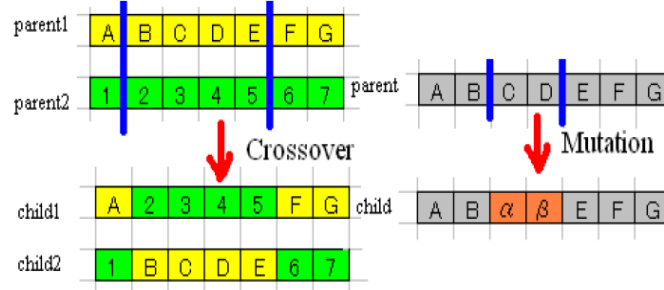 parent1 A B C D E F G
parent2 1 2 3 4 5 6 7
parent A B C D E F G
Crossover
Mutation
child1 A 2 3 4 5 F G
child2 1 B C D E 6 7
child A B α β E F G